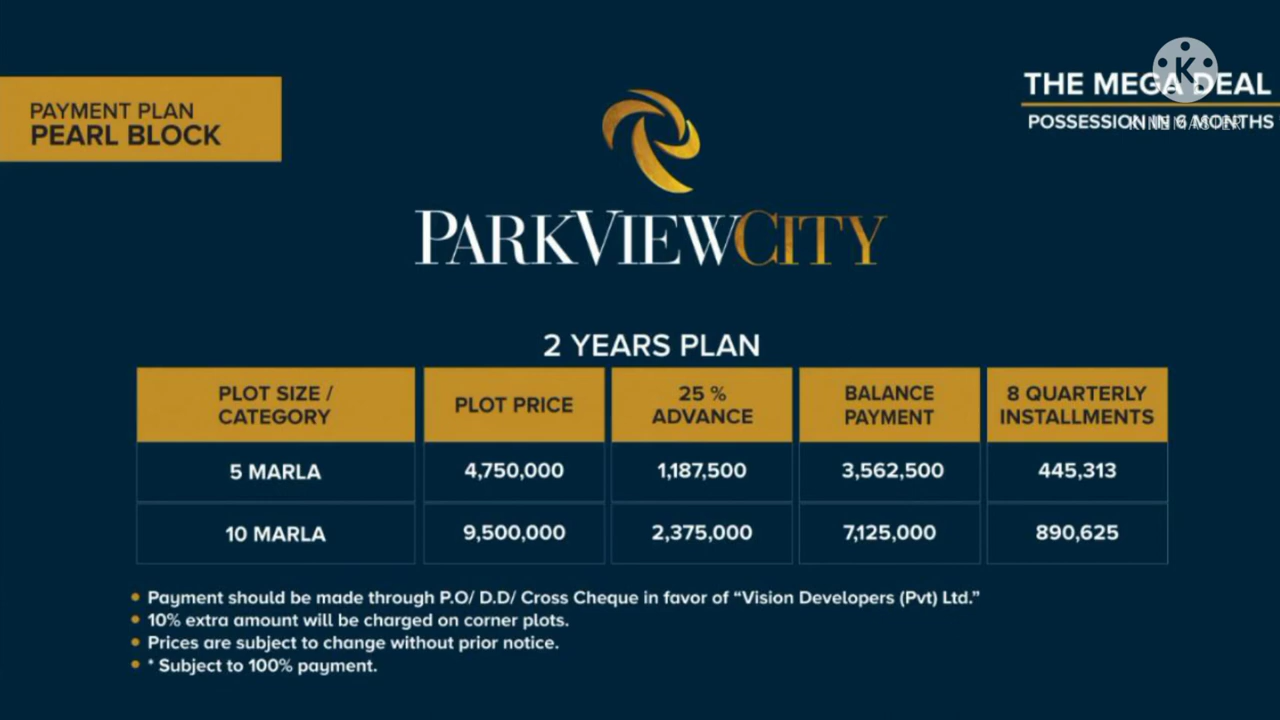 PAYMENT PLAN
PEARL BLOCK
THE MEGA DEAL
POSSESSION IN 6 MONTHS
K
KINEMASTER
PARKVIEWCITY
2 YEARS PLAN
PLOT SIZE / CATEGORY PLOT PRICE 25 % ADVANCE BALANCE PAYMENT 8 QUARTERLY INSTALLMENTS
5 MARLA 4,750,000 1,187,500 3,562,500 445,313
10 MARLA 9,500,000 2,375,000 7,125,000 890,625
• Payment should be made through P.O/ D.D/ Cross Cheque in favor of “Vision Developers (Pvt) Ltd.”
• 10% extra amount will be charged on corner plots.
• Prices are subject to change without prior notice.
• * Subject to 100% payment.